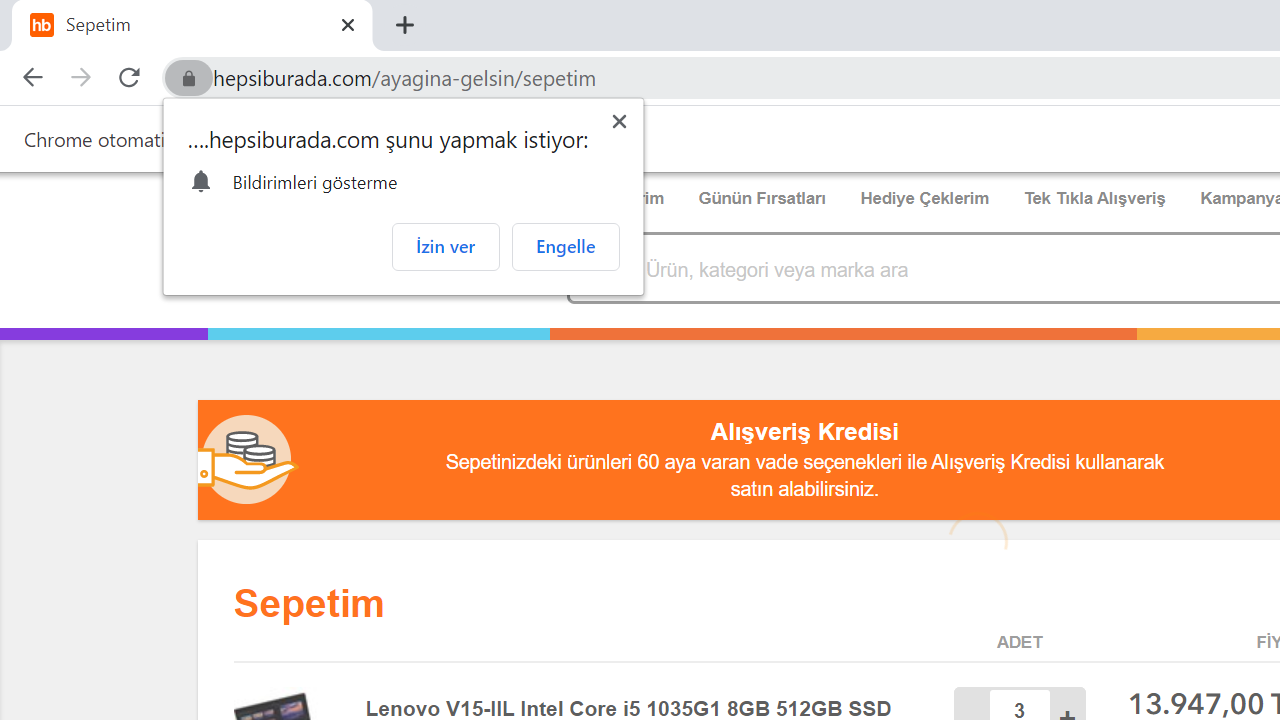 hb Sepetim
hepsiburada.com/ayagina-gelsin/sepetim
Chrome otomati
....hepsiburada.com şunu yapmak istiyor:
Bildirimleri gösterme
İzin ver Engelle
rim Günün Fırsatları Hediye Çeklerim Tek Tıkla Alışveriş Kampanya
Ürün, kategori veya marka ara
Alışveriş Kredisi
Sepetinizdeki ürünleri 60 aya varan vade seçenekleri ile Alışveriş Kredisi kullanarak
satın alabilirsiniz.
Sepetim
ADET FİY
Lenovo V15-IIL Intel Core i5 1035G1 8GB 512GB SSD 3 + 13.947,00 T